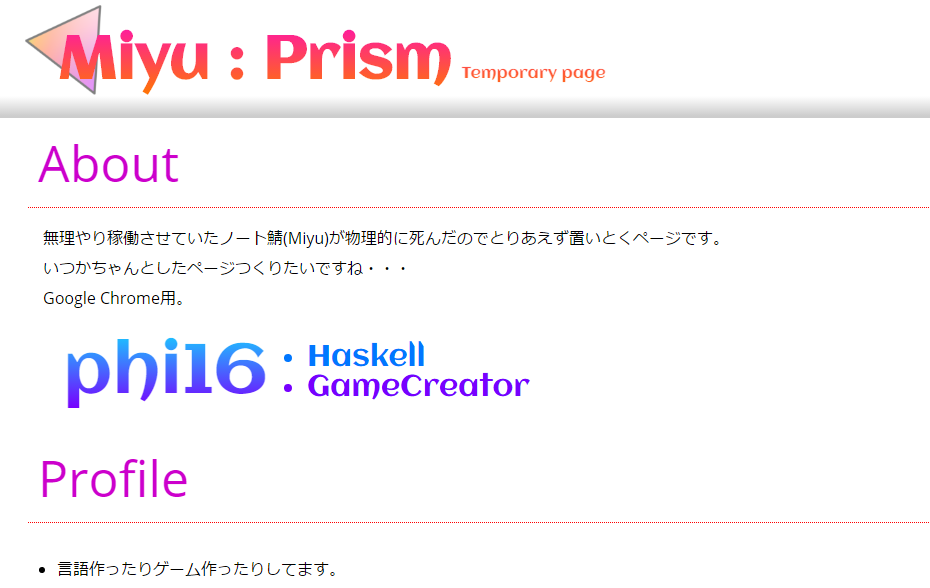 Miyu : Prism Temporary page
About
無理やり稼働させていたノート鯖(Miyu)が物理的に死んだのでとりあえず置いとくページです。
いつかちゃんとしたページつくりたいですね・・・
Google Chrome用。
phi16
• Haskell
• GameCreator
Profile
• 言語作ったりゲーム作ったりしてます。